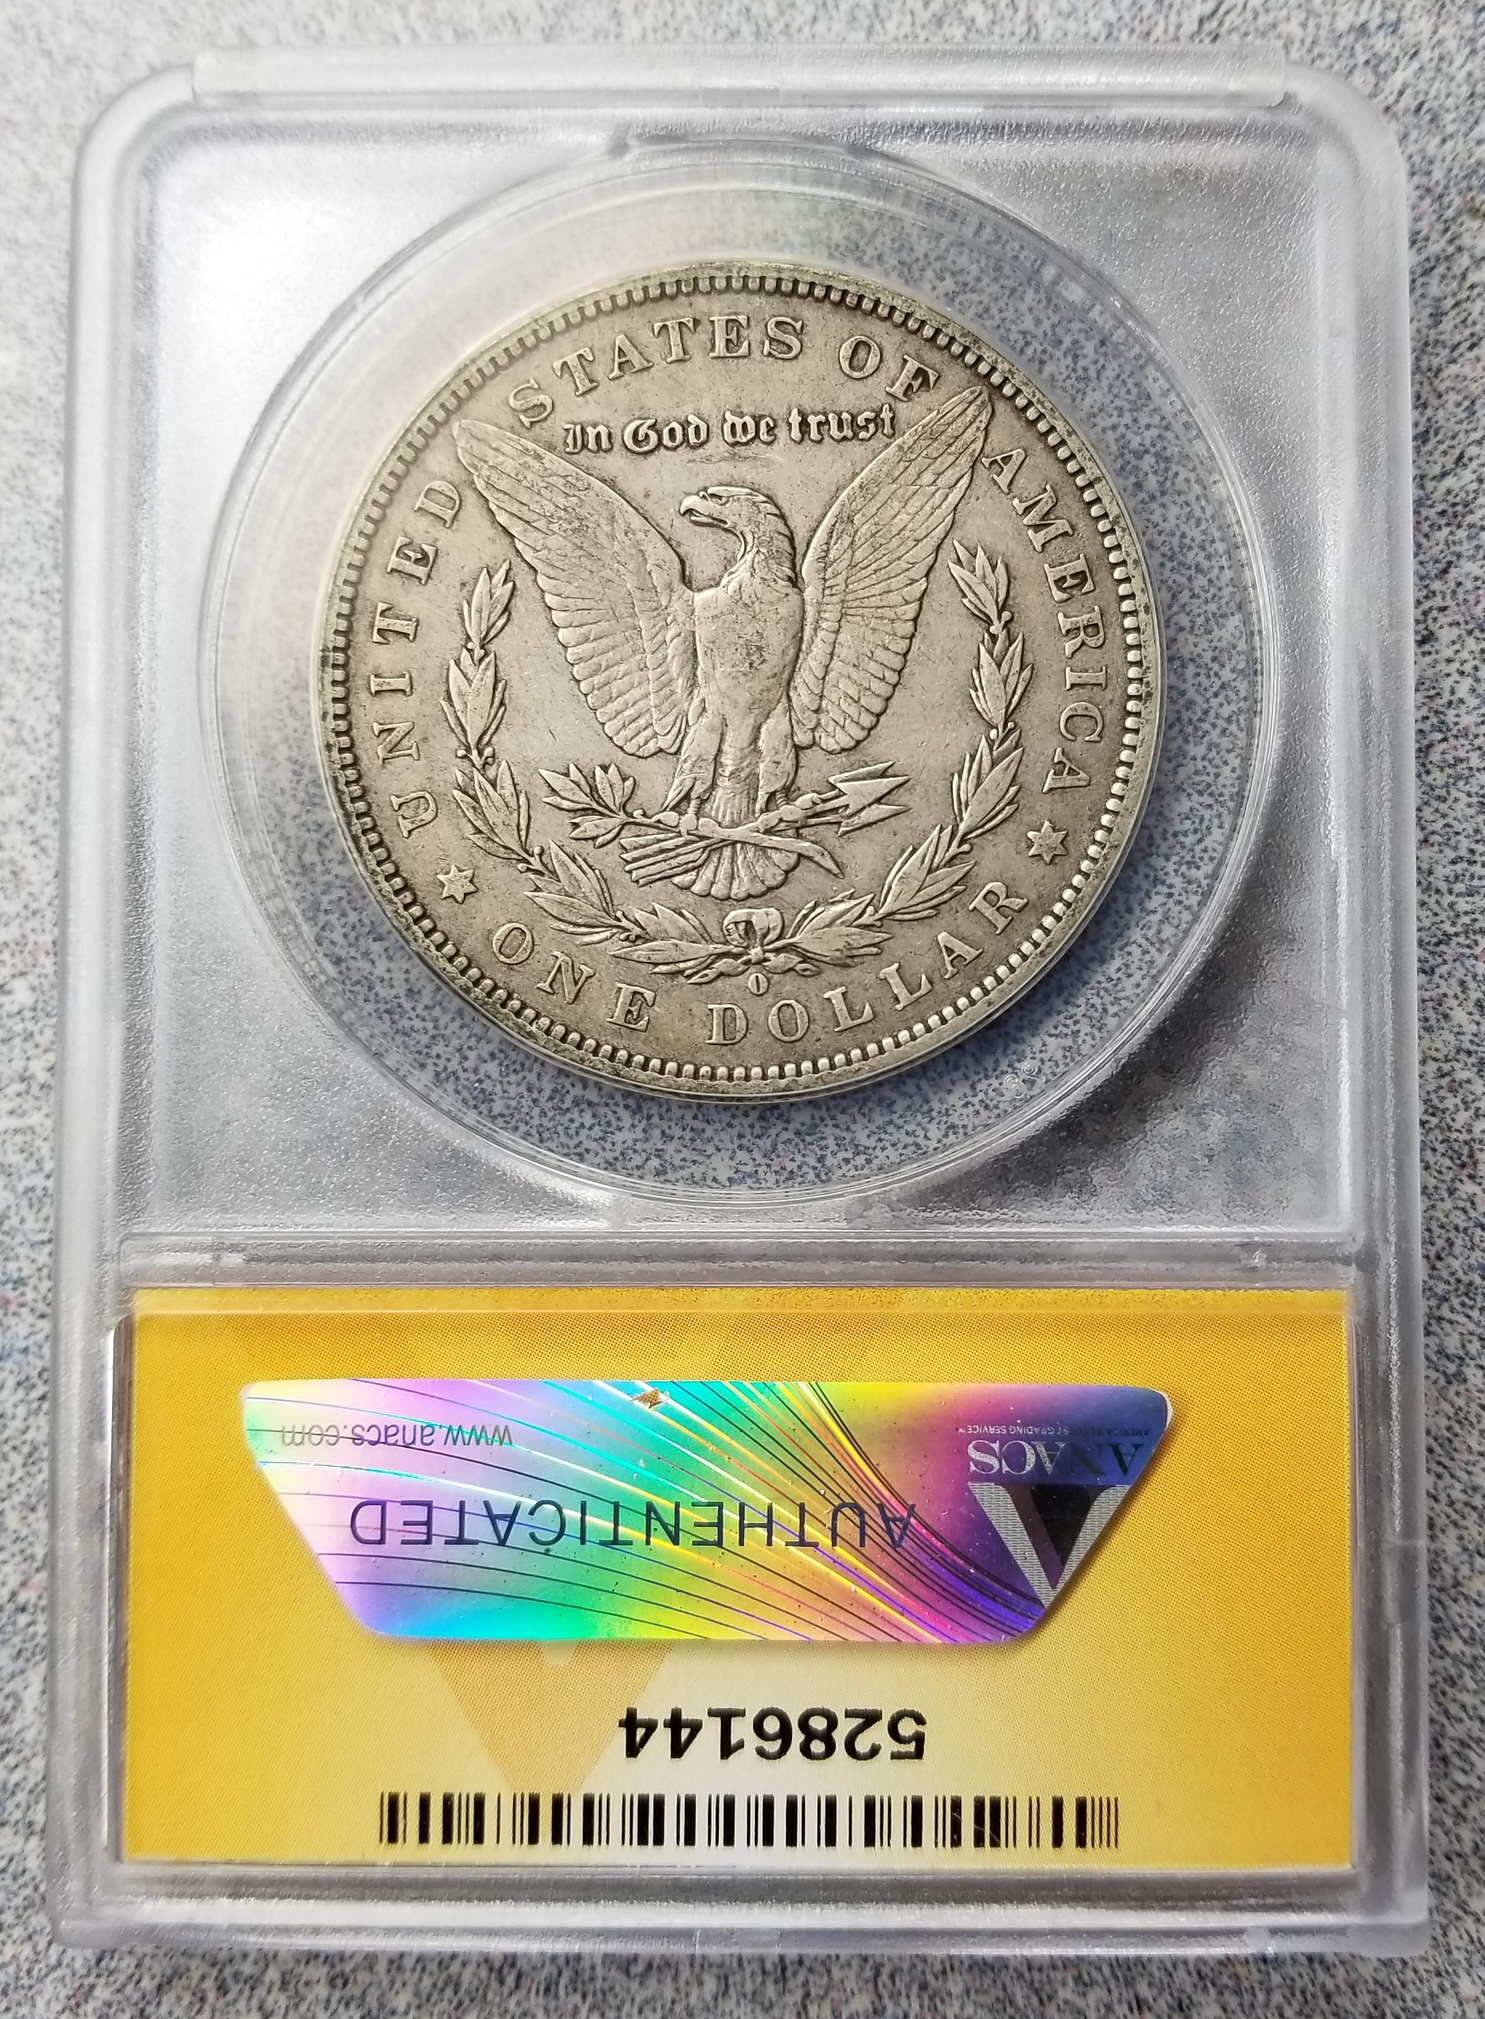 UNITED STATES OF AMERICA
In God we trust
O
ONE DOLLAR
www.anacs.com
ANACS
AUTHENTICATED
5286144